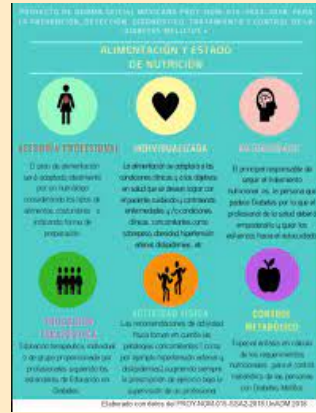 PROYECTO DE NORMA OFICIAL MEXICANA PROY-NOM-015-SSA2-2018, PARA
LA PREVENCIÓN, DETECCIÓN, DIAGNÓSTICO, TRATAMIENTO Y CONTROL DE LA
DIABETES MELLITUS
ALIMENTACIÓN Y ESTADO
DE NUTRICIÓN
ASESORÍA PROFESIONAL
El plan de alimentación
será adaptado idealmente
por un nutriólogo
considerando los
alimentos, costumbres
indicando forma de
preparación
INDIVIDUALIZADA
La alimentación se adaptará a las
condiciones clínicas y a los objetivos
en salud que se desean lograr con
el paciente, cuidando y controlando
enfermedades y/o condiciones
clínicas concomitantes como
sobrepeso, obesidad, hipertensión
arterial, dislipidemias, etc
El principal responsable de
seguir el tratamiento
nutricional es la persona que
padece Diabetes por lo que el
profesional de la salud deberá
empoderarlo y guiar los
esfuerzos hacia el autocuidado
EDUCACIÓN
TERAPÉUTICA
Educación terapéutica, individual
o de grupo proporcionada por
profesionales siguiendo los
estándares de Educación en
Diabetes
ACTIVIDAD FÍSICA
Las recomendaciones de actividad
física toman en cuenta las
patologías concomitantes ( como
por ejemplo hipertensión arterial y
dislipidemias), sugiriendo siempre
la prescripción de ejercicio bajo la
supervisión de un profesional
CONTROL
METABÓLICO
Especial énfasis en cálculo
de los requerimientos
nutricionales para el control
metabólico de las personas
con Diabetes Mellitus
Elaborado con datos del PROY-NOM-015-SSA2-2018.UnADM 2018